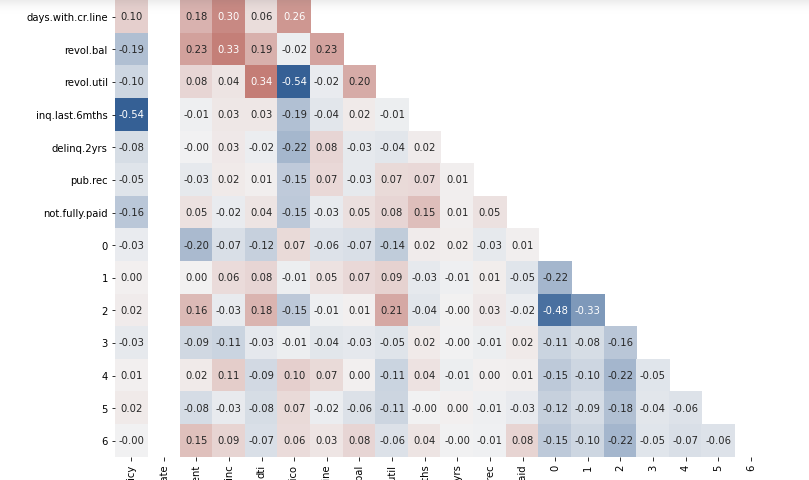 days.with.cr.line 0.10 0.18 0.30 0.06 0.26
revol.bal -0.19 0.23 0.33 0.19 -0.02 0.23
revol.util -0.10 0.08 0.04 0.34 -0.54 -0.02 0.20
inq.last.6mths -0.54 -0.01 0.03 0.03 -0.19 -0.04 0.02 -0.01
delinq.2yrs -0.08 -0.00 0.03 -0.02 -0.22 0.08 -0.03 -0.04 0.02
pub.rec -0.05 -0.03 0.02 0.01 -0.15 0.07 -0.03 0.07 0.07 0.01
not.fully.paid -0.16 0.05 -0.02 0.04 -0.15 -0.03 0.05 0.08 0.15 0.01 0.05
0 -0.03 -0.20 -0.07 -0.12 0.07 -0.06 -0.07 -0.14 0.02 0.02 -0.03 0.01
1 0.00 0.00 0.06 0.08 -0.01 0.05 0.07 0.09 -0.03 -0.01 0.01 -0.05 -0.22
2 0.02 0.16 -0.03 0.18 -0.15 -0.01 0.01 0.21 -0.04 -0.00 0.03 -0.02 -0.48 -0.33
3 -0.03 -0.09 -0.11 -0.03 -0.01 -0.04 -0.03 -0.05 0.02 -0.00 -0.01 0.02 -0.11 -0.08 -0.16
4 0.01 0.02 0.11 -0.09 0.10 0.07 0.00 -0.11 0.04 -0.01 0.00 0.01 -0.15 -0.10 -0.22 -0.05
5 0.02 -0.08 -0.03 -0.08 0.07 -0.02 -0.06 -0.11 -0.00 0.00 -0.01 -0.03 -0.12 -0.09 -0.18 -0.04 -0.06
6 -0.00 0.15 0.09 -0.07 0.06 0.03 0.08 -0.06 0.04 -0.00 -0.01 0.08 -0.15 -0.10 -0.22 -0.05 -0.07 -0.06
icy ate ent inc dti ico ne bal util ths yrs rec aid 0 1 2 3 4 5 6